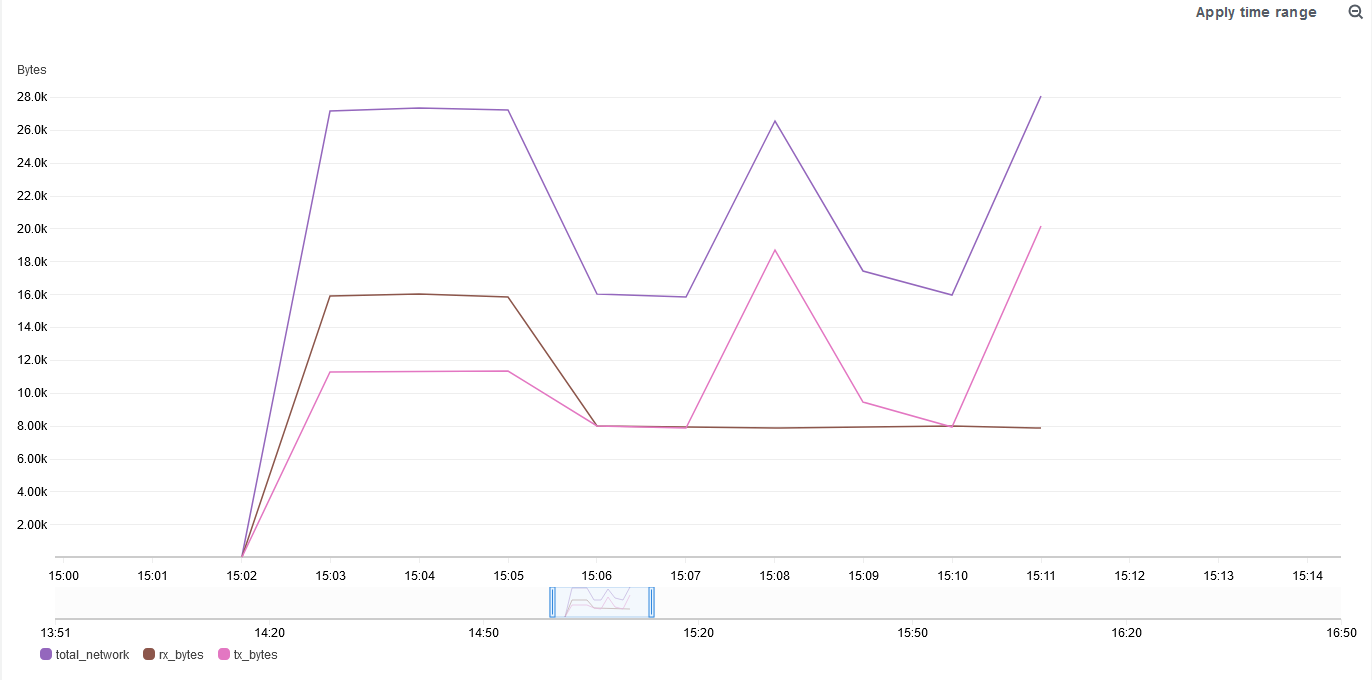 Apply time range
Bytes
28.0k
26.0k
24.0k
22.0k
20.0k
18.0k
16.0k
14.0k
12.0k
10.0k
8.00k
6.00k
4.00k
2.00k
15:00 15:01 15:02 15:03 15:04 15:05 15:06 15:07 15:08 15:09 15:10 15:11 15:12 15:13 15:14
13:51 14:20 14:50 15:20 15:50 16:20 16:50
total_network rx_bytes tx_bytes